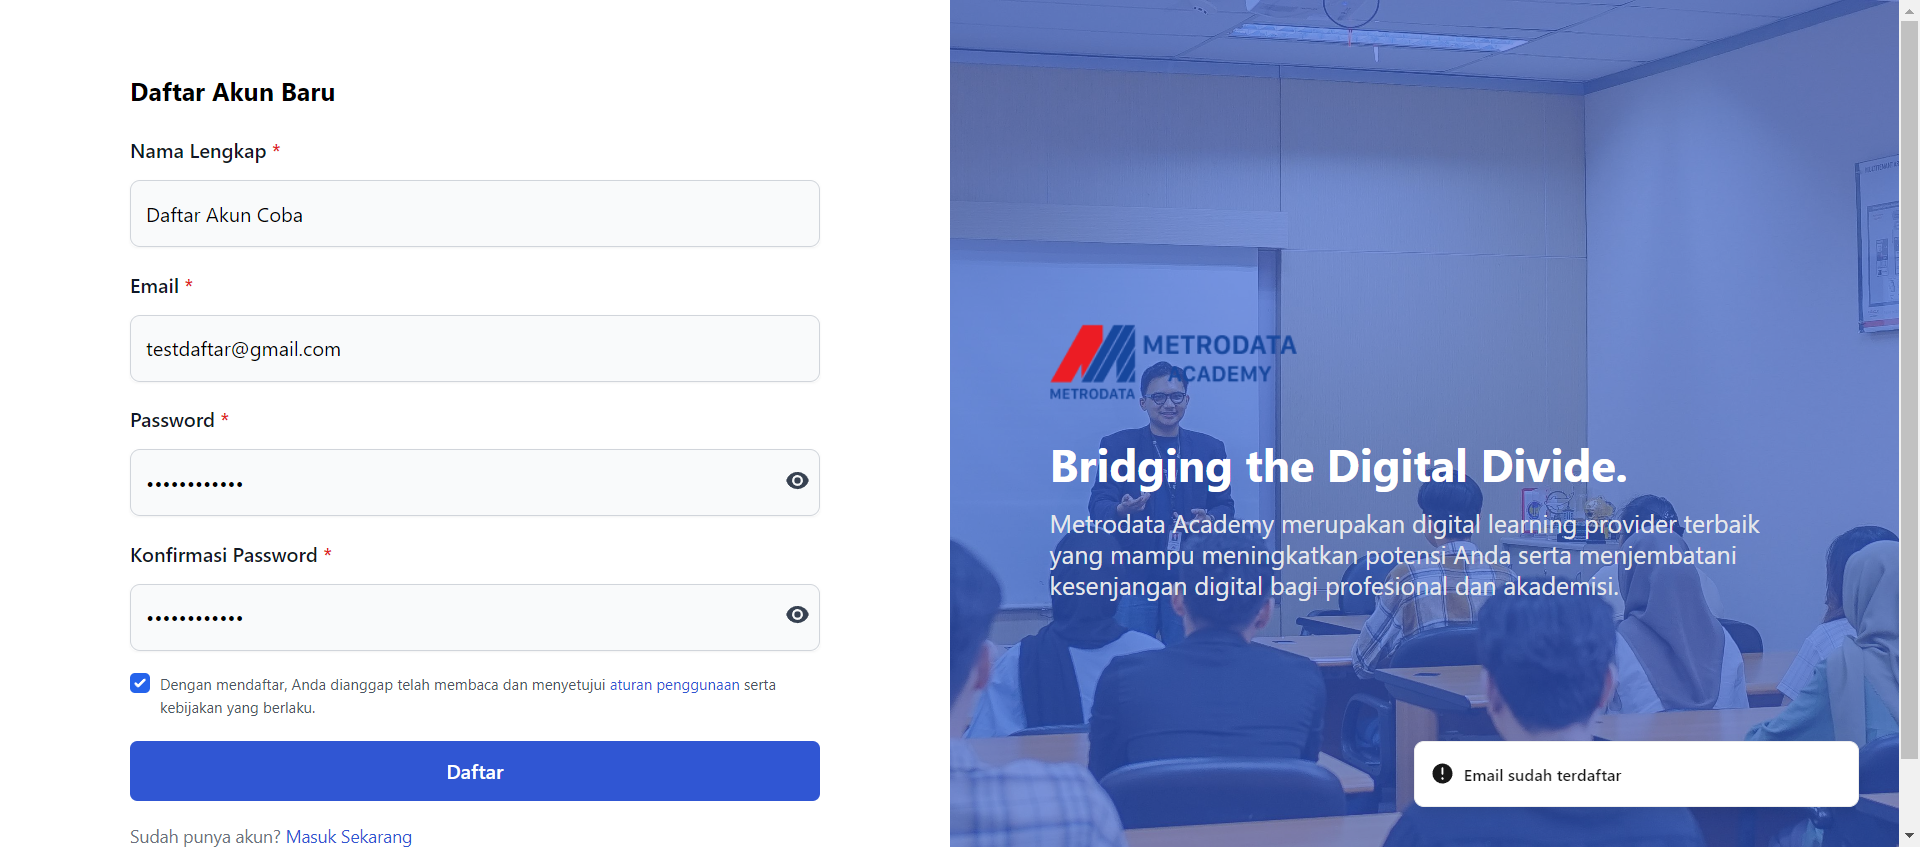 Daftar Akun Baru
Nama Lengkap *
Daftar Akun Coba
Email *
testdaftar@gmail.com
Password *
••••••••••••
Konfirmasi Password *
••••••••••••
Dengan mendaftar, Anda dianggap telah membaca dan menyetujui aturan penggunaan serta
kebijakan yang berlaku.
Daftar
Sudah punya akun? Masuk Sekarang
METRODATA
ACADEMY
METRODATA
Bridging the Digital Divide.
Metrodata Academy merupakan digital learning provider terbaik
yang mampu meningkatkan potensi Anda serta menjembatani
kesenjangan digital bagi profesional dan akademisi.
Email sudah terdaftar